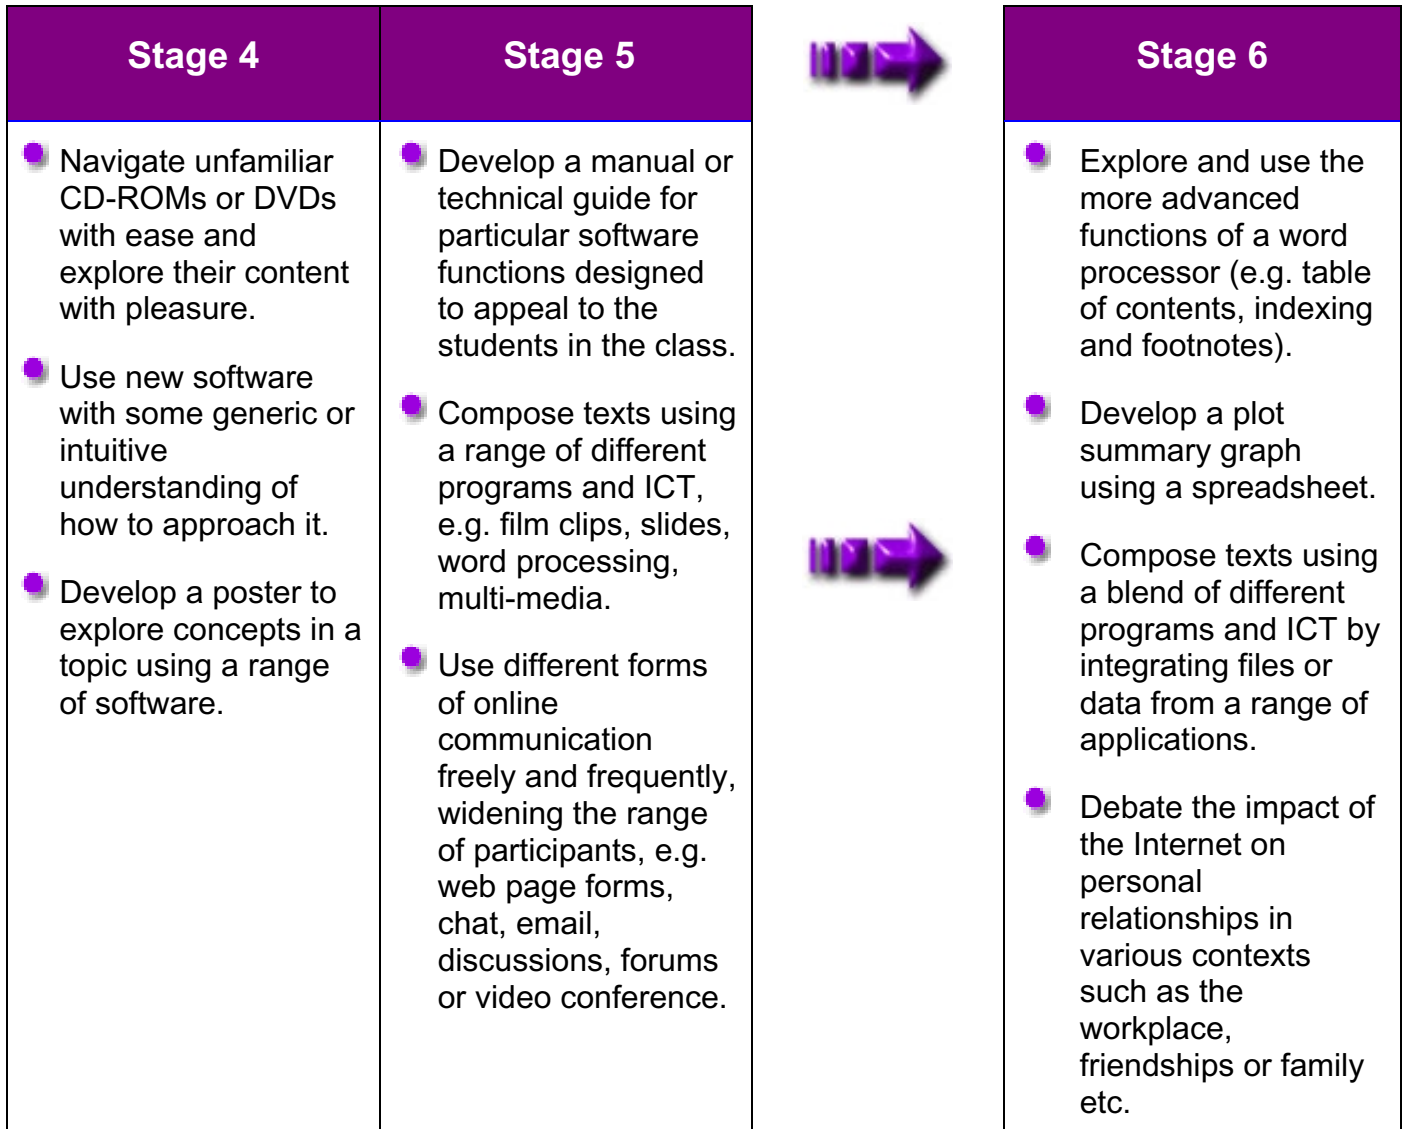 Stage 4
Navigate unfamiliar
CD-ROMs or DVDs
with ease and
explore their content
with pleasure.
Use new software
with some generic or
intuitive
understanding of
how to approach it.
Develop a poster to
explore concepts in a
topic using a range
of software.
Stage 5
Develop a manual or
technical guide for
particular software
functions designed
to appeal to the
students in the class.
Compose texts using
a range of different
programs and ICT,
e.g. film clips, slides,
word processing,
multi-media.
Use different forms
of online
communication
freely and frequently,
widening the range
of participants, e.g.
web page forms,
chat, email,
discussions, forums
or video conference.
Stage 6
Explore and use the
more advanced
functions of a word
processor (e.g. table
of contents, indexing
and footnotes).
Develop a plot
summary graph
using a spreadsheet.
Compose texts using
a blend of different
programs and ICT by
integrating files or
data from a range of
applications.
Debate the impact of
the Internet on
personal
relationships in
various contexts
such as the
workplace,
friendships or family
etc.